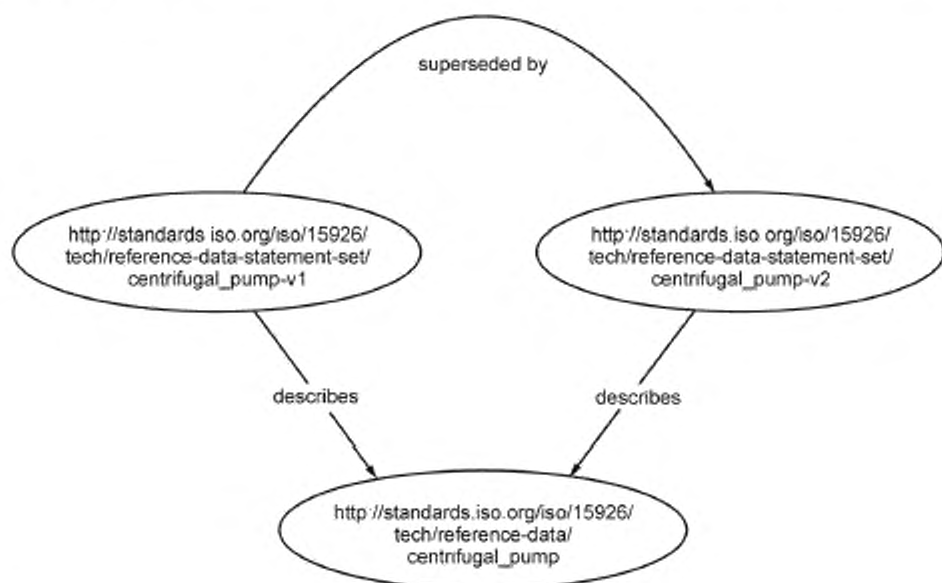 superseded by
http://standards.iso.org/iso/15926/
tech/reference-data-statement-set/
centrifugal_pump-v1
http://standards.iso.org/iso/15926/
tech/reference-data-statement-set/
centrifugal_pump-v2
describes
describes
http://standards.iso.org/iso/15926/
tech/reference-data/
centrifugal_pump